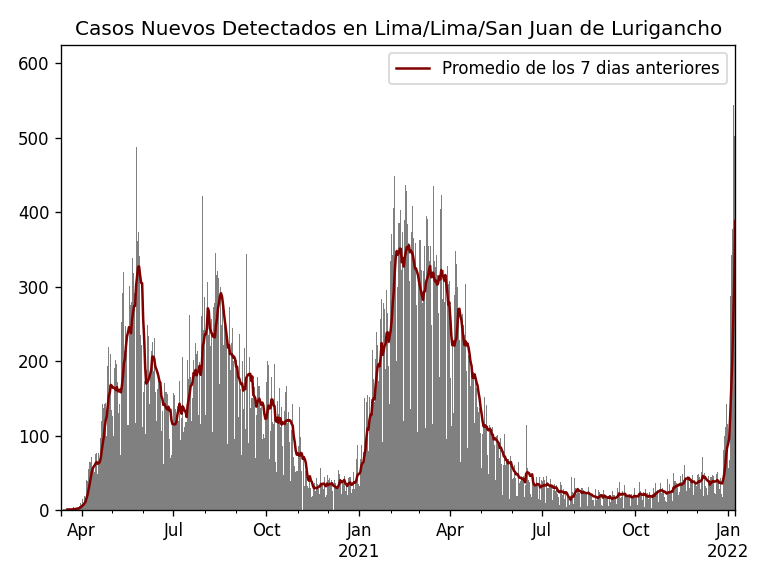 Casos Nuevos Detectados en Lima/Lima/San Juan de Lurigancho
Promedio de los 7 dias anteriores
600
500
400
300
200
100
0
Apr Jul Oct Jan Apr Jul Oct Jan
2021 2022